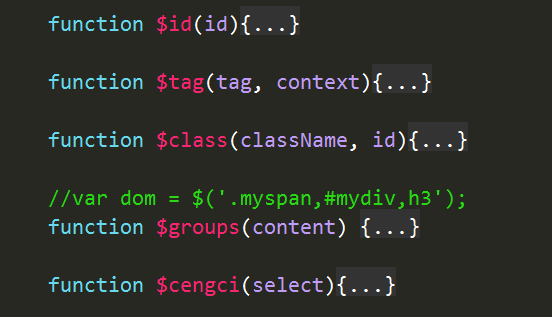 function $id(id){...}
function $tag(tag, context){...}
function $class(className, id){...}
//var dom = $('.myspan,#mydiv,h3');
function $groups(content) {...}
function $cengci(select){...}